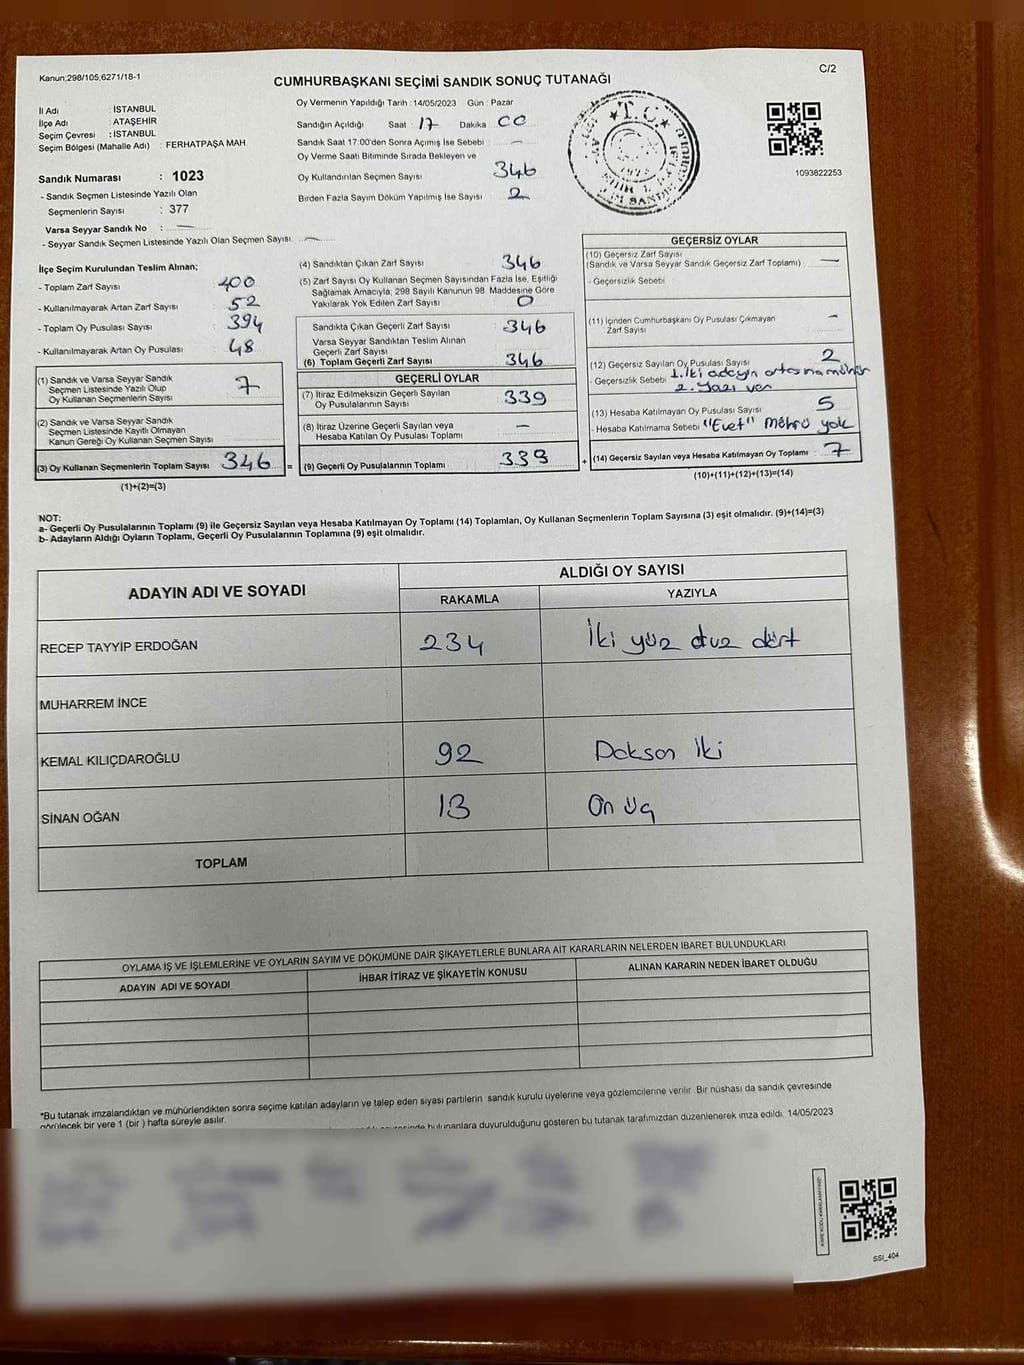 Kanun;298/105;6271/18-1
C/2
CUMHURBAŞKANI SEÇİMİ SANDIK SONUÇ TUTANAĞI
İl Adı : İSTANBUL
İlçe Adı : ATAŞEHİR
Seçim Çevresi : İSTANBUL
Seçim Bölgesi (Mahalle Adı) : FERHATPAŞA MAH.
Sandık Numarası : 1023
- Sandık Seçmen Listesinde Yazılı Olan
Seçmenlerin Sayısı : 377
Varsa Seyyar Sandık No : —
- Seyyar Sandık Seçmen Listesinde Yazılı Olan Seçmen Sayısı: —
Oy Vermenin Yapıldığı Tarih : 14/05/2023 Gün : Pazar
Sandığın Açıldığı Saat : 17 Dakika : 00
Sandık Saat 17:00'den Sonra Açımış İse Sebebi : —
Oy Verme Saati Bitiminde Sırada Bekleyen ve
Oy Kullandırılan Seçmen Sayısı 346
Birden Fazla Sayım Döküm Yapılmış İse Sayısı : 2
T.C.
1093822253
İlçe Seçim Kurulundan Teslim Alınan;
- Toplam Zarf Sayısı : 400
- Kullanılmayarak Artan Zarf Sayısı : 52
- Toplam Oy Pusulası Sayısı : 394
- Kullanılmayarak Artan Oy Pusulası : 48
(1) Sandık ve Varsa Seyyar Sandık
Seçmen Listesinde Yazılı Olup
Oy Kullanan Seçmenlerin Sayısı 7
(2) Sandık ve Varsa Seyyar Sandık
Seçmen Listesinde Kayıtlı Olmayan
Kanun Gereği Oy Kullanan Seçmen Sayısı
(3) Oy Kullanan Seçmenlerin Toplam Sayısı 346 =
(1)+(2)=(3)
(4) Sandıktan Çıkan Zarf Sayısı 346
(5) Zarf Sayısı Oy Kullanan Seçmen Sayısından Fazla İse, Eşitliği
Sağlamak Amacıyla; 298 Sayılı Kanunun 98. Maddesine Göre
Yakılarak Yok Edilen Zarf Sayısı 0
Sandıkta Çıkan Geçerli Zarf Sayısı 346
Varsa Seyyar Sandıktan Teslim Alınan
Geçerli Zarf Sayısı
(6) Toplam Geçerli Zarf Sayısı 346
GEÇERLİ OYLAR
(7) İtiraz Edilmeksizin Geçerli Sayılan
Oy Pusulalarının Sayısı 339
(8) İtiraz Üzerine Geçerli Sayılan veya
Hesaba Katılan Oy Pusulası Toplamı —
(9) Geçerli Oy Pusulalarının Toplamı 339 +
GEÇERSİZ OYLAR
(10) Geçersiz Zarf Sayısı
(Sandık ve Varsa Seyyar Sandık Geçersiz Zarf Toplamı) —
- Geçersizlik Sebebi
(11) İçinden Cumhurbaşkanı Oy Pusulası Çıkmayan
Zarf Sayısı —
(12) Geçersiz Sayılan Oy Pusulası Sayısı 2
- Geçersizlik Sebebi 1. İki adeyin ortasına mühür
2. Yazı var
(13) Hesaba Katılmayan Oy Pusulası Sayısı 5
- Hesaba Katılmama Sebebi "Evet" Möhrü yok
(14) Geçersiz Sayılan veya Hesaba Katılmayan Oy Toplamı 7
(10)+(11)+(12)+(13)=(14)
NOT:
a- Geçerli Oy Pusulalarının Toplamı (9) ile Geçersiz Sayılan veya Hesaba Katılmayan Oy Toplamı (14) Toplamları, Oy Kullanan Seçmenlerin Toplam Sayısına (3) eşit olmalıdır. (9)+(14)=(3)
b- Adayların Aldığı Oyların Toplamı, Geçerli Oy Pusulalarının Toplamına (9) eşit olmalıdır.
ADAYIN ADI VE SOYADI
ALDIĞI OY SAYISI
RAKAMLA YAZIYLA
RECEP TAYYİP ERDOĞAN 234 İki yüz otuz dört
MUHARREM İNCE
KEMAL KILIÇDAROĞLU 92 Doksan İki
SİNAN OĞAN 13 On üç
TOPLAM
OYLAMA İŞ VE İŞLEMLERİNE VE OYLARIN SAYIM VE DÖKÜMÜNE DAİR ŞİKAYETLERLE BUNLARA AİT KARARLARIN NELERDEN İBARET BULUNDUKLARI
ADAYIN ADI VE SOYADI İHBAR İTİRAZ VE ŞİKAYETİN KONUSU ALINAN KARARIN NEDEN İBARET OLDUĞU
*Bu tutanak imzalandıktan ve mühürlendikten sonra seçime katılan adayların ve talep eden siyasi partilerin sandık kurulu üyelerine veya gözlemcilerine verilir. Bir nüshası da sandık çevresinde
görülecek bir yere 1 (bir) hafta süreyle asılır.
bulunanlara duyurulduğunu gösteren bu tutanak tarafımızdan düzenlenerek imza edildi. 14/05/2023
SSI_404